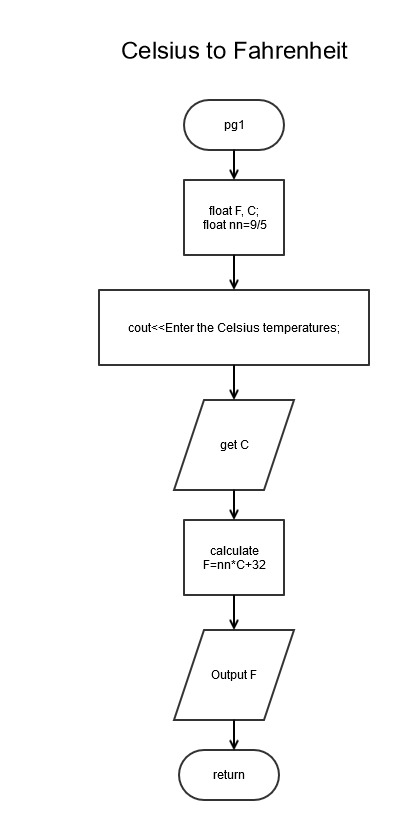 Celsius to Fahrenheit
pg1
float F, C;
float nn=9/5
cout<<Enter the Celsius temperatures;
get C
calculate
F=nn*C+32
Output F
return